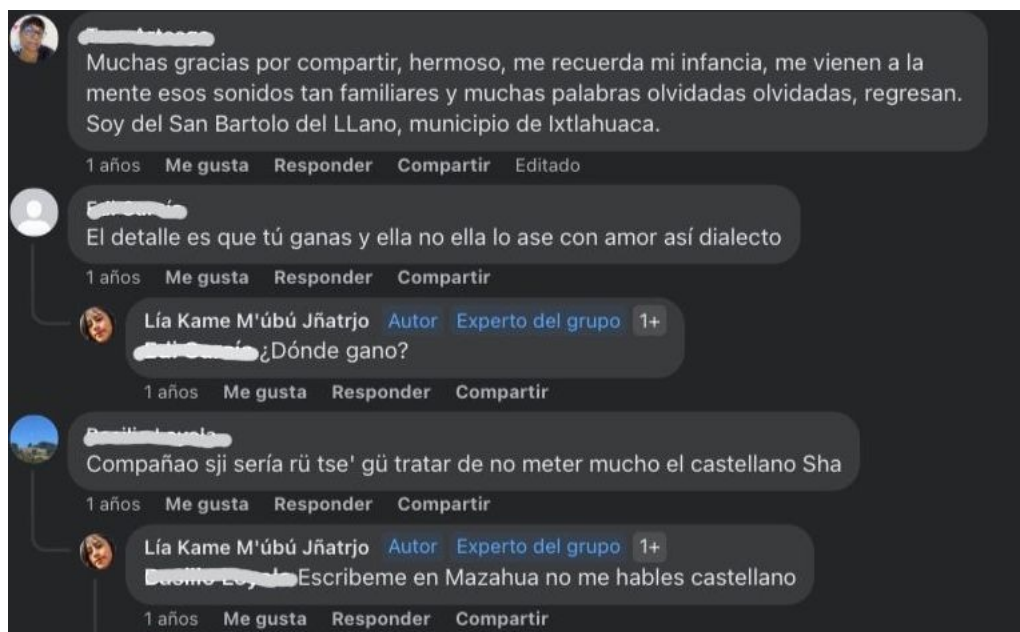 Muchas gracias por compartir, hermoso, me recuerda mi infancia, me vienen a la
mente esos sonidos tan familiares y muchas palabras olvidadas olvidadas, regresan.
Soy del San Bartolo del LLano, municipio de Ixtlahuaca.
1 años Me gusta Responder Compartir Editado
El detalle es que tú ganas y ella no ella lo ase con amor así dialecto
1 años Me gusta Responder Compartir
Lía Kame M'úbú Jñatrjo Autor Experto del grupo 1+
¿Dónde gano?
1 años Me gusta Responder Compartir
Compañao sji sería rü tse' gü tratar de no meter mucho el castellano Sha
1 años Me gusta Responder Compartir
Lía Kame M'úbú Jñatrjo Autor Experto del grupo 1+
Escribeme en Mazahua no me hables castellano
1 años Me gusta Responder Compartir